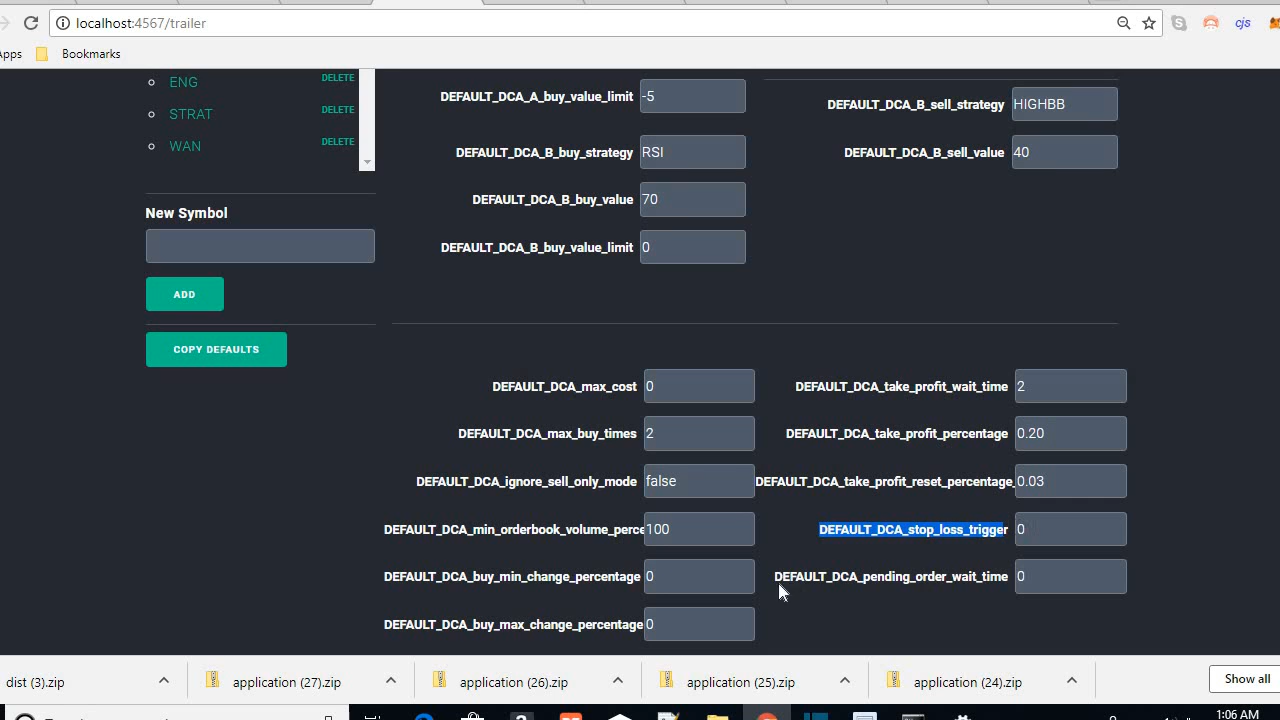 localhost:4567/trailer
cjs
Apps
Bookmarks
ENG
DELETE
STRAT
DELETE
WAN
DELETE
New Symbol
ADD
COPY DEFAULTS
DEFAULT_DCA_A_buy_value_limit -5
DEFAULT_DCA_B_buy_strategy RSI
DEFAULT_DCA_B_buy_value 70
DEFAULT_DCA_B_buy_value_limit 0
DEFAULT_DCA_B_sell_strategy HIGHBB
DEFAULT_DCA_B_sell_value 40
DEFAULT_DCA_max_cost 0
DEFAULT_DCA_max_buy_times 2
DEFAULT_DCA_ignore_sell_only_mode false
DEFAULT_DCA_min_orderbook_volume_perce 100
DEFAULT_DCA_buy_min_change_percentage 0
DEFAULT_DCA_buy_max_change_percentage 0
DEFAULT_DCA_take_profit_wait_time 2
DEFAULT_DCA_take_profit_percentage 0.20
DEFAULT_DCA_take_profit_reset_percentage_ 0.03
DEFAULT_DCA_stop_loss_trigger 0
DEFAULT_DCA_pending_order_wait_time 0
dist (3).zip
application (27).zip
application (26).zip
application (25).zip
application (24).zip
Show all
1:06 AM